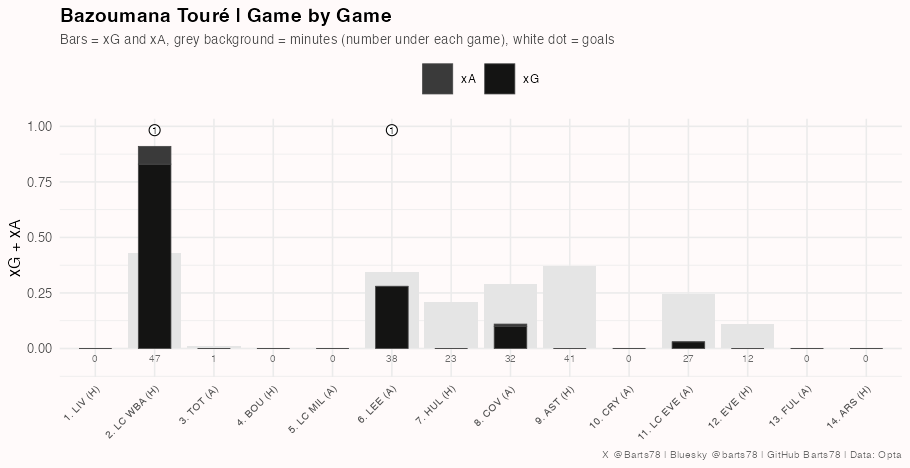 Bazoumana Touré | Game by Game
Bars = xG and xA, grey background = minutes (number under each game), white dot = goals
xA xG
xG + xA
1.00
0.75
0.50
0.25
0.00
1 1
0 47 1 0 0 38 23 32 41 0 27 12 0 0
1. LIV (H)
2. LC WBA (H)
3. TOT (A)
4. BOU (H)
5. LC MIL (A)
6. LEE (A)
7. HUL (H)
8. COV (A)
9. AST (H)
10. CRY (A)
11. LC EVE (A)
12. EVE (H)
13. FUL (A)
14. ARS (H)
X @Barts78 | Bluesky @barts78 | GitHub Barts78 | Data: Opta